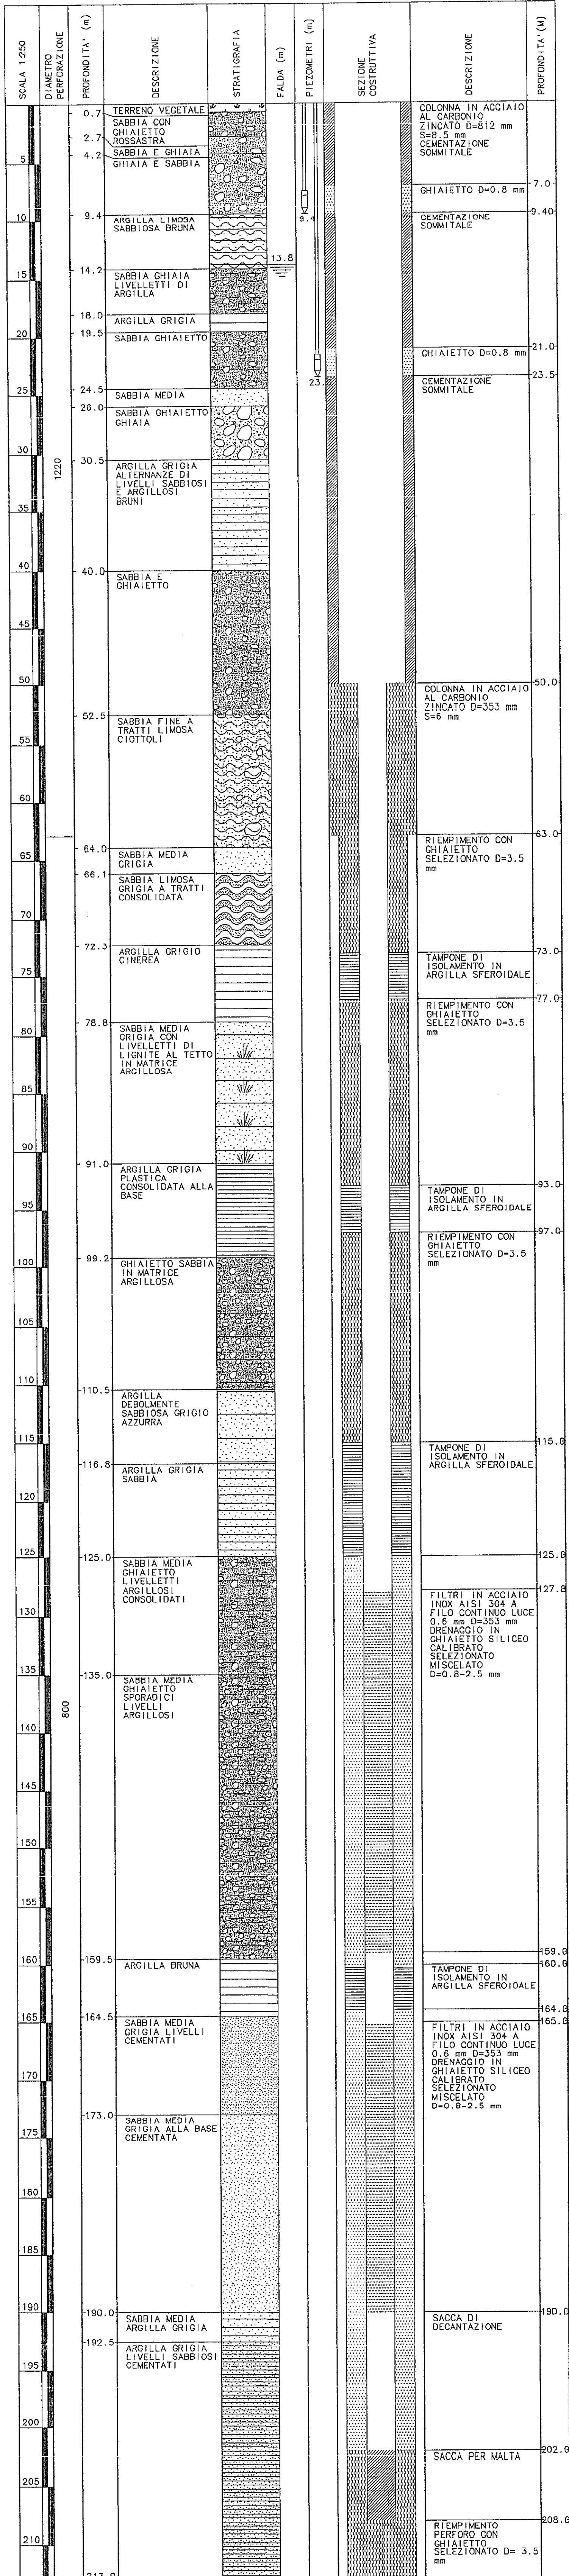 SCALA 1:250
DIAMETRO
PERFORAZIONE
PROFONDITA' (m)
DESCRIZIONE
STRATIGRAFIA
FALDA (m)
PIEZOMETRI (m)
SEZIONE
COSTRUTTIVA
DESCRIZIONE
PROFONDITA'(M)
0.7
TERRENO VEGETALE
SABBIA CON
GHIAIETTO
ROSSASTRA
2.7
SABBIA E GHIAIA
4.2
GHIAIA E SABBIA
9.4
ARGILLA LIMOSA
SABBIOSA BRUNA
14.2
SABBIA GHIAIA
LIVELLETTI DI
ARGILLA
18.0
ARGILLA GRIGIA
19.5
SABBIA GHIAIETTO
24.5
SABBIA MEDIA
26.0
SABBIA GHIAIETTO
GHIAIA
30.5
ARGILLA GRIGIA
ALTERNANZE DI
LIVELLI SABBIOSI
E ARGILLOSI
BRUNI
40.0
SABBIA E
GHIAIETTO
52.5
SABBIA FINE A
TRATTI LIMOSA
CIOTTOLI
64.0
SABBIA MEDIA
GRIGIA
66.1
SABBIA LIMOSA
GRIGIA A TRATTI
CONSOLIDATA
72.3
ARGILLA GRIGIO
CINEREA
78.8
SABBIA MEDIA
GRIGIA CON
LIVELLETTI DI
LIGNITE AL TETTO
IN MATRICE
ARGILLOSA
91.0
ARGILLA GRIGIA
PLASTICA
CONSOLIDATA ALLA
BASE
99.2
GHIAIETTO SABBIA
IN MATRICE
ARGILLOSA
110.5
ARGILLA
DEBOLMENTE
SABBIOSA GRIGIO
AZZURRA
116.8
ARGILLA GRIGIA
SABBIA
125.0
SABBIA MEDIA
GHIAIETTO
LIVELLETTI
ARGILLOSI
CONSOLIDATI
135.0
SABBIA MEDIA
GHIAIETTO
SPORADICI
LIVELLI
ARGILLOSI
159.5
ARGILLA BRUNA
164.5
SABBIA MEDIA
GRIGIA LIVELLI
CEMENTATI
173.0
SABBIA MEDIA
GRIGIA ALLA BASE
CEMENTATA
190.0
SABBIA MEDIA
ARGILLA GRIGIA
192.5
ARGILLA GRIGIA
LIVELLI SABBIOSI
CEMENTATI
5
10
15
20
25
30
35
40
45
50
55
60
65
70
75
80
85
90
95
100
105
110
115
120
125
130
135
140
145
150
155
160
165
170
175
180
185
190
195
200
205
210
1220
800
13.8
9.4
23.
COLONNA IN ACCIAIO
AL CARBONIO
ZINCATO D=812 mm
S=8.5 mm
CEMENTAZIONE
SOMMITALE
7.0
GHIAIETTO D=0.8 mm
9.40
CEMENTAZIONE
SOMMITALE
21.0
GHIAIETTO D=0.8 mm
23.5
CEMENTAZIONE
SOMMITALE
50.0
COLONNA IN ACCIAIO
AL CARBONIO
ZINCATO D=353 mm
S=6 mm
63.0
RIEMPIMENTO CON
GHIAIETTO
SELEZIONATO D=3.5
mm
73.0
TAMPONE DI
ISOLAMENTO IN
ARGILLA SFEROIDALE
77.0
RIEMPIMENTO CON
GHIAIETTO
SELEZIONATO D=3.5
mm
93.0
TAMPONE DI
ISOLAMENTO IN
ARGILLA SFEROIDALE
97.0
RIEMPIMENTO CON
GHIAIETTO
SELEZIONATO D=3.5
mm
115.0
TAMPONE DI
ISOLAMENTO IN
ARGILLA SFEROIDALE
125.0
127.8
FILTRI IN ACCIAIO
INOX AISI 304 A
FILO CONTINUO LUCE
0.6 mm D=353 mm
DRENAGGIO IN
GHIAIETTO SILICEO
CALIBRATO
SELEZIONATO
MISCELATO
D=0.8-2.5 mm
159.0
160.0
TAMPONE DI
ISOLAMENTO IN
ARGILLA SFEROIDALE
164.0
165.0
FILTRI IN ACCIAIO
INOX AISI 304 A
FILO CONTINUO LUCE
0.6 mm D=353 mm
DRENAGGIO IN
GHIAIETTO SILICEO
CALIBRATO
SELEZIONATO
MISCELATO
D=0.8-2.5 mm
190.0
SACCA DI
DECANTAZIONE
202.0
SACCA PER MALTA
208.0
RIEMPIMENTO
PERFORO CON
GHIAIETTO
SELEZIONATO D= 3.5
mm